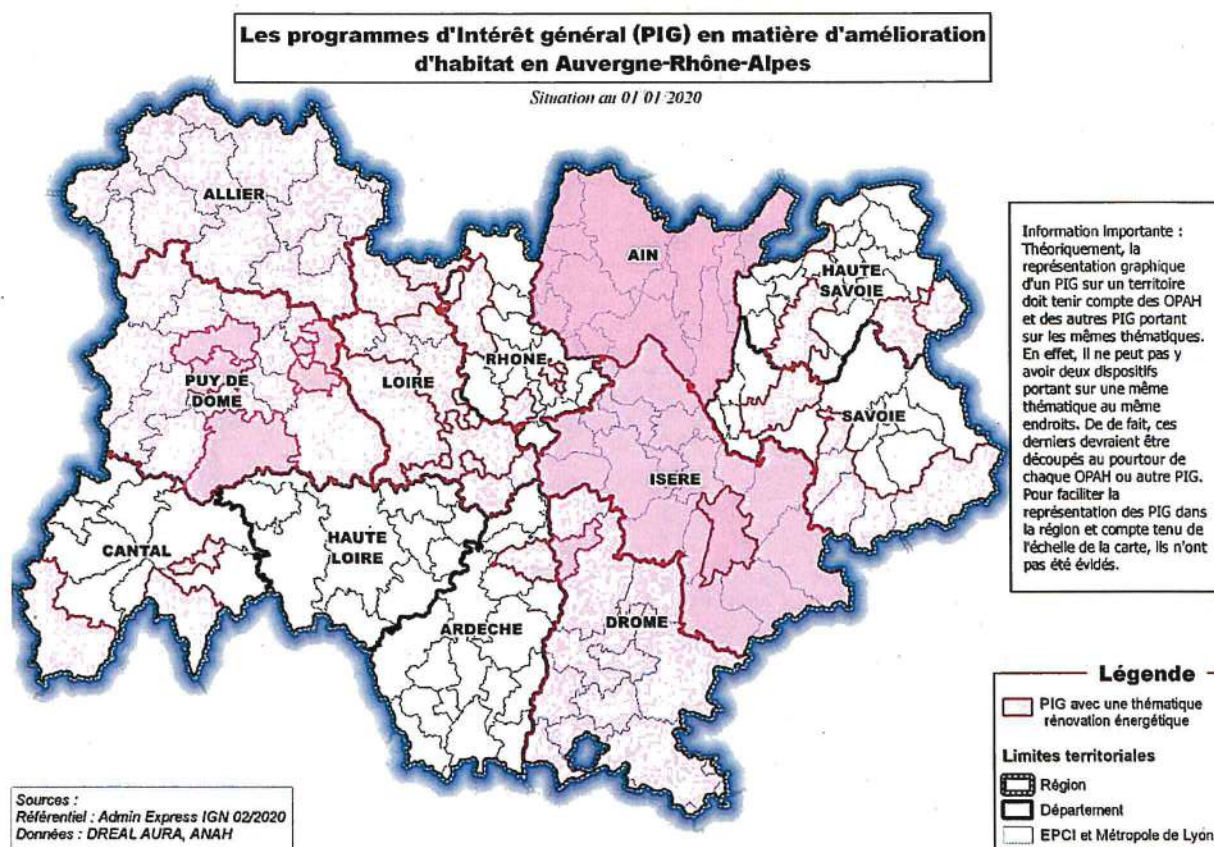 Les programmes d'Intérêt général (PIG) en matière d'amélioration
d'habitat en Auvergne-Rhône-Alpes
Situation au 01/01/2020
ALLIER
AIN
HAUTE
SAVOIE
RHONE
LOIRE
PUY DE
DOME
SAVOIE
ISERE
CANTAL
HAUTE
LOIRE
ARDECHE
DROME
Information Importante :
Théoriquement, la
représentation graphique
d'un PIG sur un territoire
doit tenir compte des OPAH
et des autres PIG portant
sur les mêmes thématiques.
En effet, il ne peut pas y
avoir deux dispositifs
portant sur une même
thématique au même
endroits. De de fait, ces
derniers devraient être
découpés au pourtour de
chaque OPAH ou autre PIG.
Pour faciliter la
représentation des PIG dans
la région et compte tenu de
l'échelle de la carte, ils n'ont
pas été évidés.
Légende
PIG avec une thématique
rénovation énergétique
Limites territoriales
Région
Département
EPCI et Métropole de Lyon
Sources :
Référentiel : Admin Express IGN 02/2020
Données : DREAL AURA, ANAH